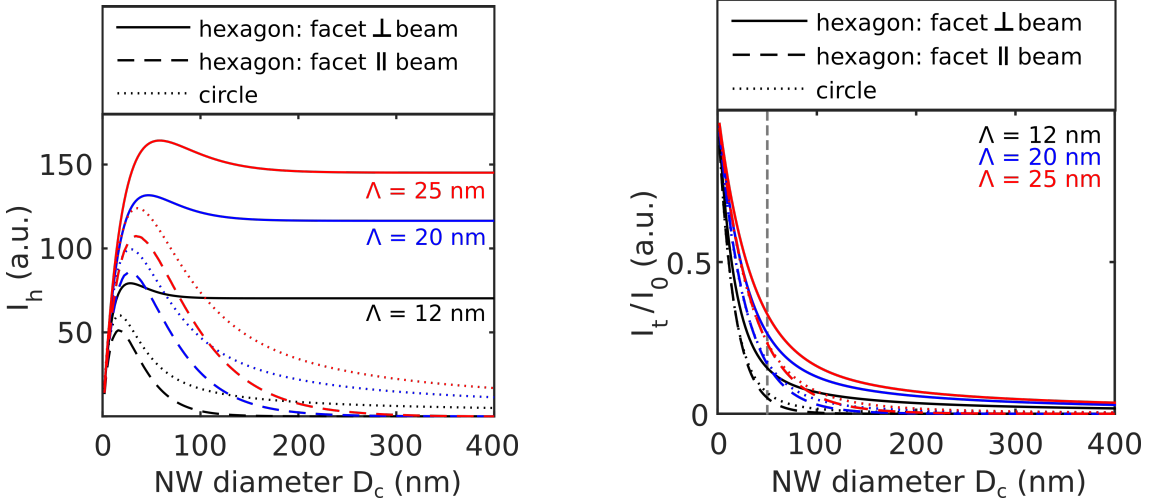 hexagon: facet ⊥ beam
hexagon: facet ǁ beam
circle
150
100
50
0 100 200 300 400
I_h (a.u.)
NW diameter D_c (nm)
Λ = 25 nm
Λ = 20 nm
Λ = 12 nm
hexagon: facet ⊥ beam
hexagon: facet ǁ beam
circle
Λ = 12 nm
Λ = 20 nm
Λ = 25 nm
0.5
0
0 100 200 300 400
I_t / I_0 (a.u.)
NW diameter D_c (nm)